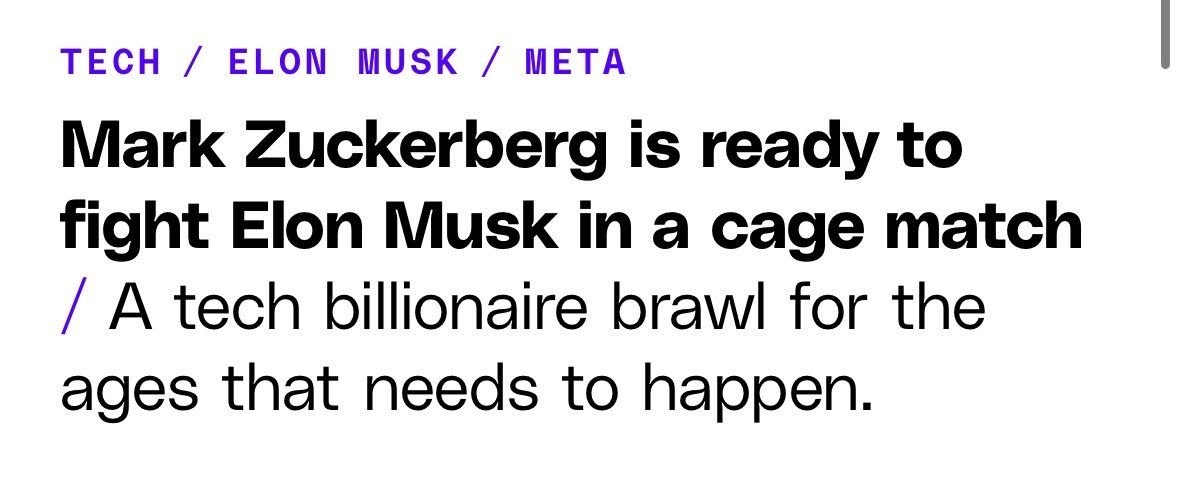 TECH / ELON MUSK / META
Mark Zuckerberg is ready to
fight Elon Musk in a cage match
/ A tech billionaire brawl for the
ages that needs to happen.